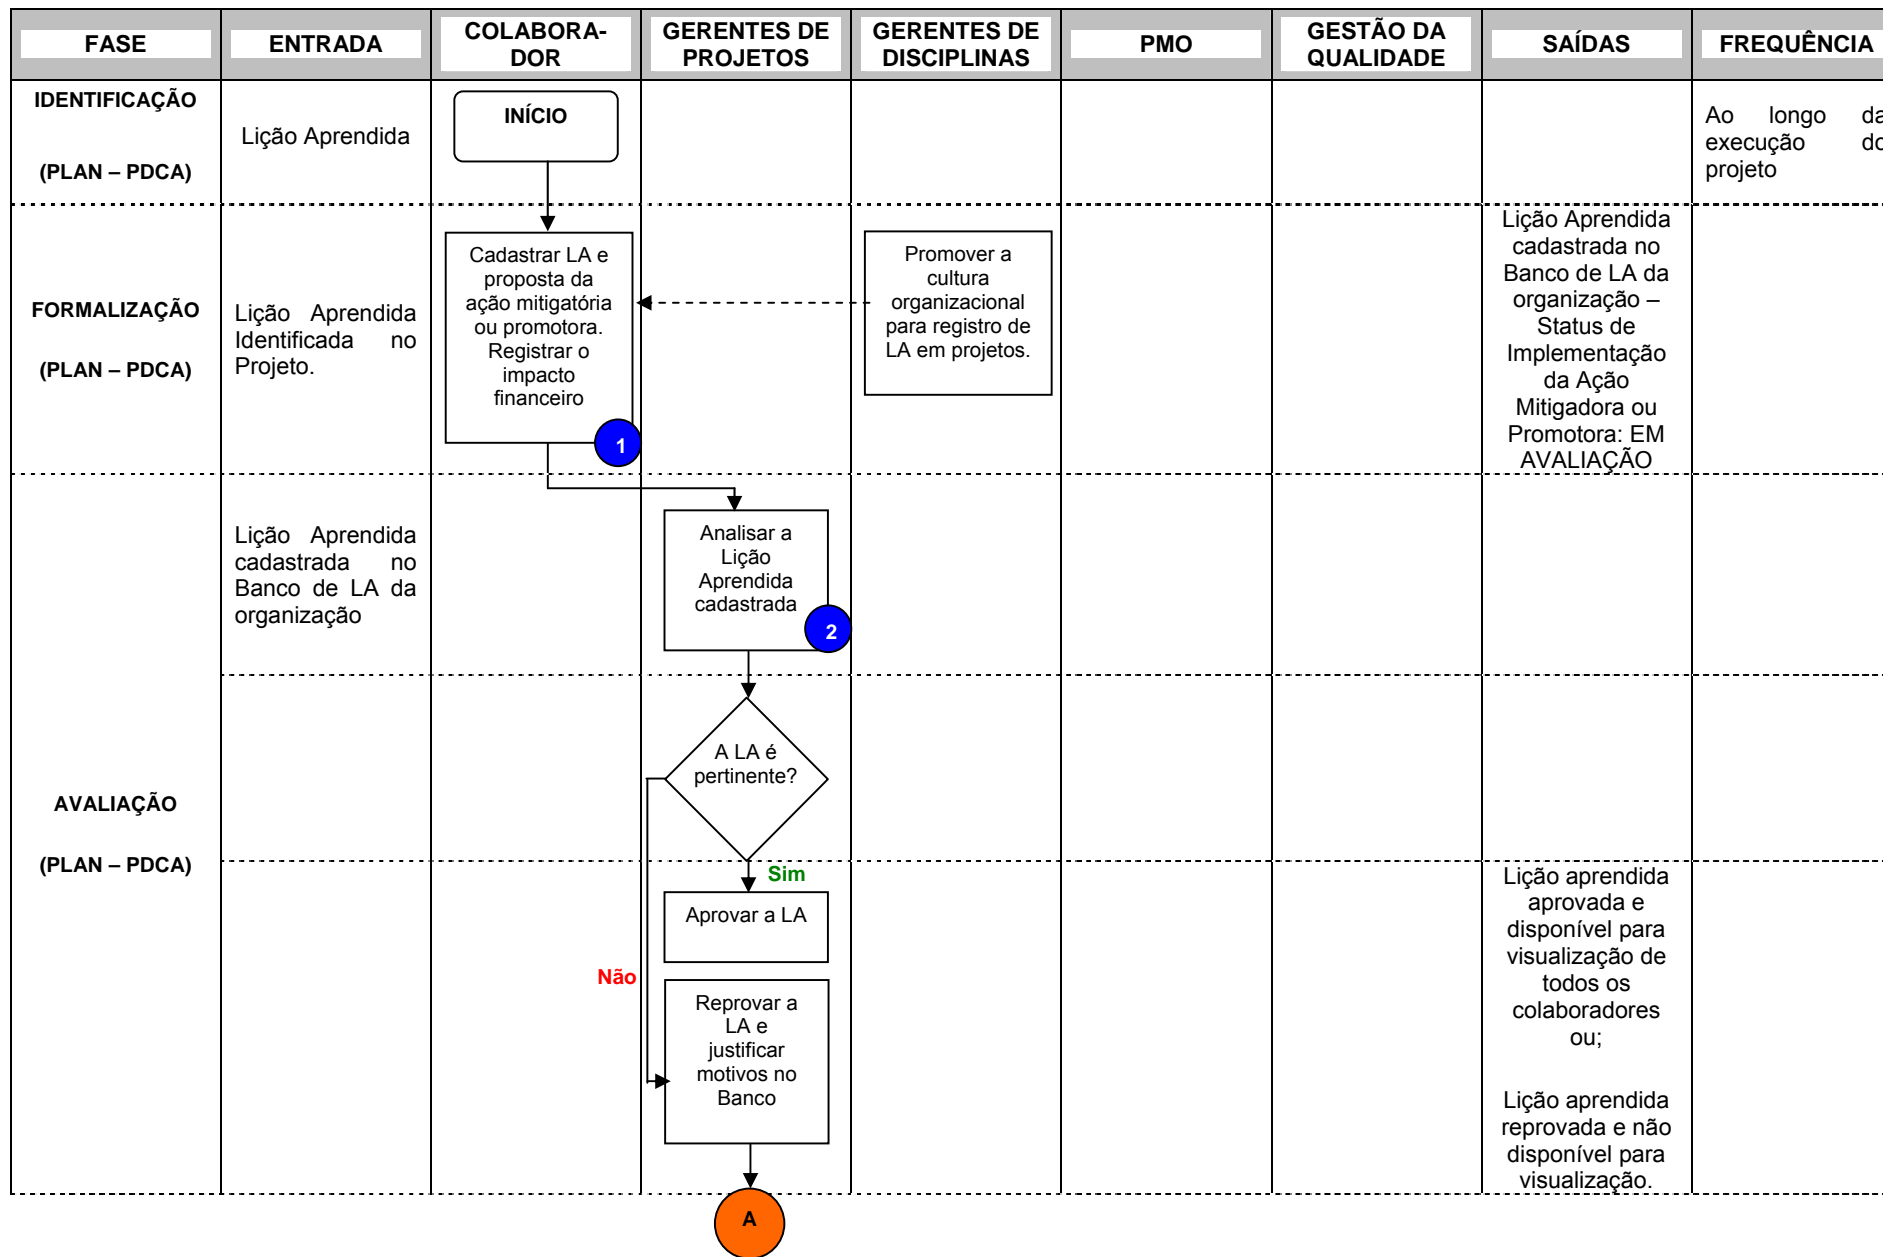 FASE
ENTRADA
COLABORA-
DOR
GERENTES DE
PROJETOS
GERENTES DE
DISCIPLINAS
PMO
GESTÃO DA
QUALIDADE
SAÍDAS
FREQUÊNCIA
IDENTIFICAÇÃO
(PLAN – PDCA)
Lição Aprendida
INÍCIO
Ao longo da
execução do
projeto
FORMALIZAÇÃO
(PLAN – PDCA)
Lição Aprendida
Identificada no
Projeto.
Cadastrar LA e
proposta da
ação mitigatória
ou promotora.
Registrar o
impacto
financeiro
1
Promover a
cultura
organizacional
para registro de
LA em projetos.
Lição Aprendida
cadastrada no
Banco de LA da
organização –
Status de
Implementação
da Ação
Mitigadora ou
Promotora: EM
AVALIAÇÃO
AVALIAÇÃO
(PLAN – PDCA)
Lição Aprendida
cadastrada no
Banco de LA da
organização
Analisar a
Lição
Aprendida
cadastrada
2
A LA é
pertinente?
Sim
Aprovar a LA
Não
Reprovar a
LA e
justificar
motivos no
Banco
Lição aprendida
aprovada e
disponível para
visualização de
todos os
colaboradores
ou;
Lição aprendida
reprovada e não
disponível para
visualização.
A